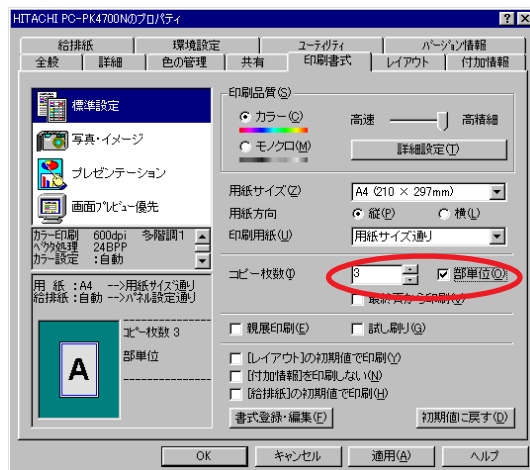 HITACHI PC-PK4700Nのプロパティ
給排紙 環境設定 ユーティリティ バージョン情報
全般 詳細 色の管理 共有 印刷書式 レイアウト 付加情報
標準設定
写真・イメージ
プレゼンテーション
画面プレビュー優先
カラー印刷 600dpi 多階調1
ベクタ処理 24BPP
カラー設定 :自動
用 紙 :A4 -->用紙サイズ通り
給排紙:自動 -->パネル設定通り
コピー枚数 3
部単位
A
印刷品質(S)
カラー(C) 高速 高精細
モノクロ(M) 詳細設定(T)
用紙サイズ(Z) A4 (210 × 297mm)
用紙方向 縦(P) 横(L)
印刷用紙(U) 用紙サイズ通り
コピー枚数(I) 3 部単位(O)
最終頁から印刷(V)
親展印刷(E) 試し刷り(G)
[レイアウト]の初期値で印刷(Y)
[付加情報]を印刷しない(N)
[給排紙]の初期値で印刷(H)
書式登録・編集(F) 初期値に戻す(D)
OK キャンセル 適用(A) ヘルプ